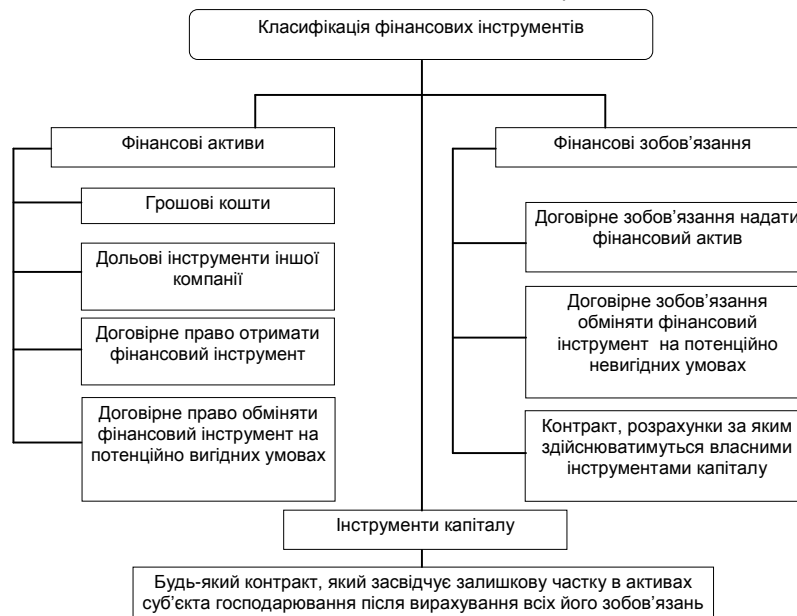 Класифікація фінансових інструментів
Фінансові активи
Грошові кошти
Дольові інструменти іншої
компанії
Договірне право отримати
фінансовий інструмент
Договірне право обміняти
фінансовий інструмент на
потенційно вигідних умовах
Фінансові зобов’язання
Договірне зобов’язання надати
фінансовий актив
Договірне зобов’язання
обміняти фінансовий
інструмент на потенційно
невигідних умовах
Контракт, розрахунки за яким
здійснюватимуться власними
інструментами капіталу
Інструменти капіталу
Будь-який контракт, який засвідчує залишкову частку в активах
суб’єкта господарювання після вирахування всіх його зобов’язань